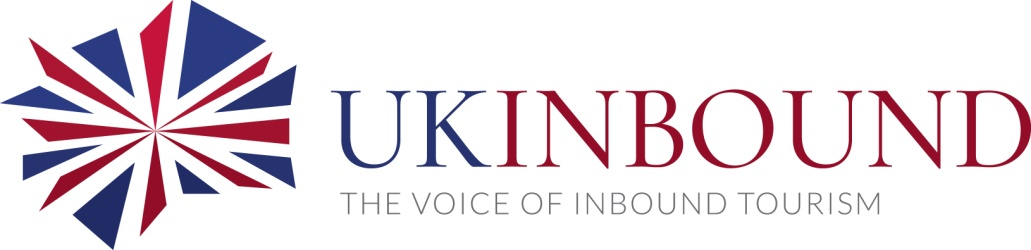 UKINBOUND
THE VOICE OF INBOUND TOURISM